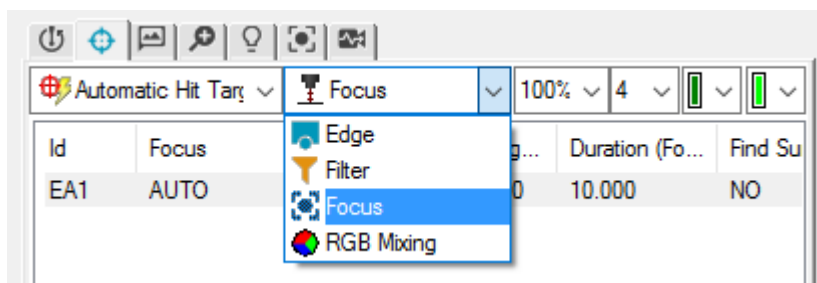 Automatic Hit Targ Focus 100% 4
Id Focus g... Duration (Fo... Find Su
EA1 AUTO 0 10.000 NO
Edge
Filter
Focus
RGB Mixing